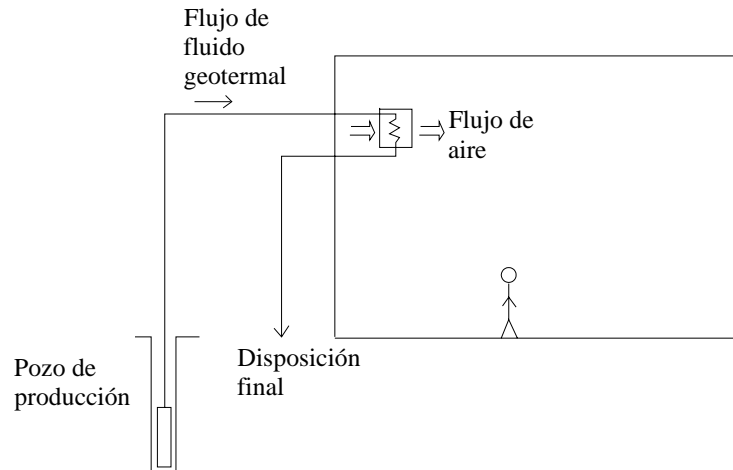 Flujo de
fluido
geotermal
Flujo de
aire
Disposición
final
Pozo de
producción